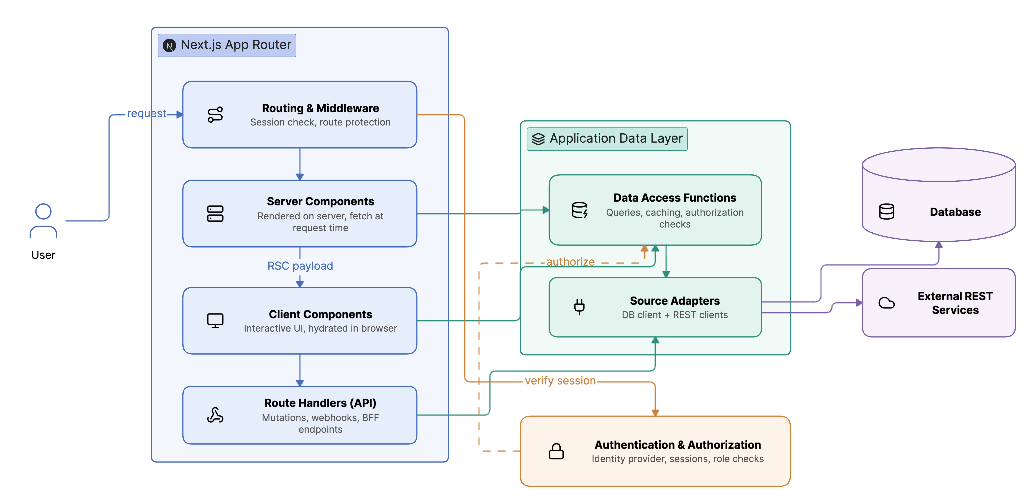 Next.js App Router
Routing & Middleware
Session check, route protection
request
Server Components
Rendered on server, fetch at
request time
RSC payload
Client Components
Interactive UI, hydrated in browser
Route Handlers (API)
Mutations, webhooks, BFF
endpoints
User
Application Data Layer
Data Access Functions
Queries, caching, authorization
checks
authorize
Source Adapters
DB client + REST clients
verify session
Authentication & Authorization
Identity provider, sessions, role checks
Database
External REST
Services